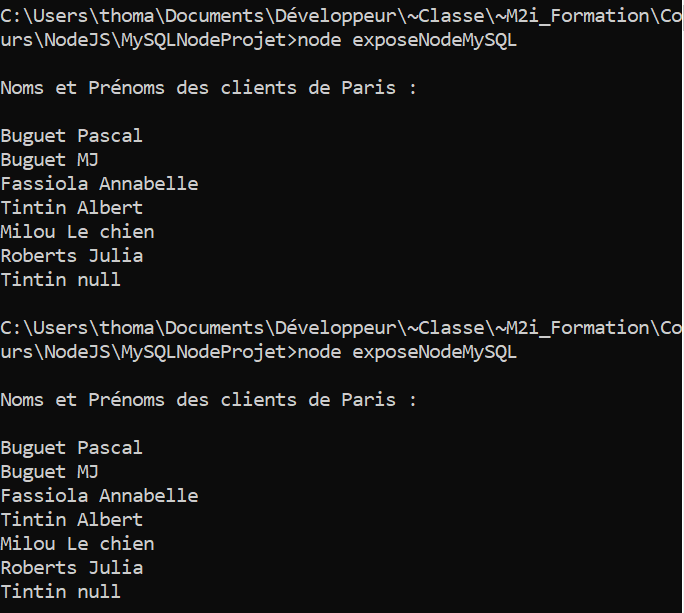 C:\Users\thoma\Documents\Développeur\~Classe\~M2i_Formation\Co
urs\NodeJS\MySQLNodeProjet>node exposeNodeMySQL
Noms et Prénoms des clients de Paris :
Buguet Pascal
Buguet MJ
Fassiola Annabelle
Tintin Albert
Milou Le chien
Roberts Julia
Tintin null
C:\Users\thoma\Documents\Développeur\~Classe\~M2i_Formation\Co
urs\NodeJS\MySQLNodeProjet>node exposeNodeMySQL
Noms et Prénoms des clients de Paris :
Buguet Pascal
Buguet MJ
Fassiola Annabelle
Tintin Albert
Milou Le chien
Roberts Julia
Tintin null